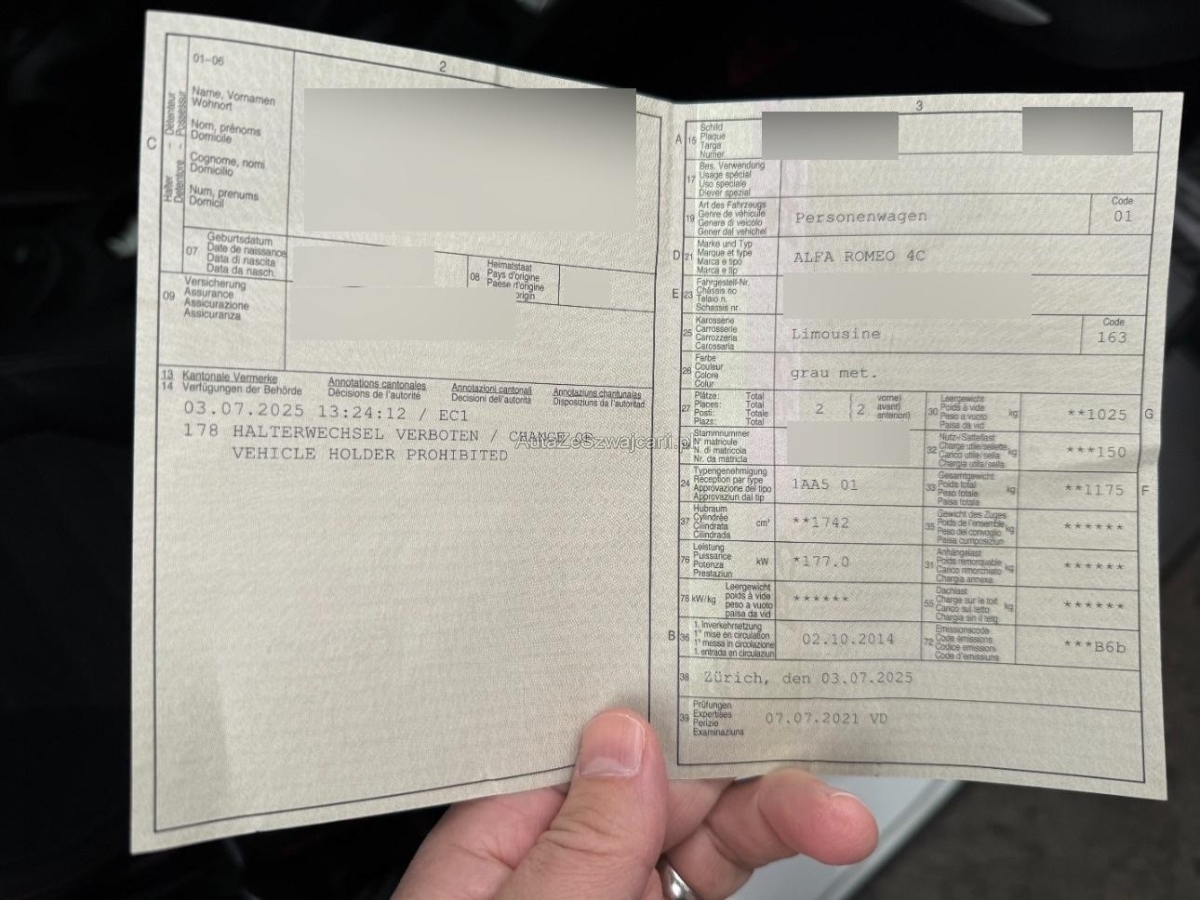 2
01-06
Name, Vornamen
Wohnort
Nom, prénoms
Domicile
Cognome, nomi
Domicilio
Num, prenums
Domicil
C
Halter - Détenteur
Detentore - Possessur
07
Geburtsdatum
Date de naissance
Data di nascita
Data da nasch.
08
Heimatstaat
Pays d'origine
Paese d'origine
origin
09
Versicherung
Assurance
Assicurazione
Assicuranza
13 Kantonale Vermerke
14 Verfügungen der Behörde
Annotations cantonales
Décisions de l'autorité
Annotazioni cantonali
Decisioni dell'autorità
Annotaziuns chantunalas
Disposiziuns da l'autoritad
03.07.2025 13:24:12 / EC1
178 HALTERWECHSEL VERBOTEN / CHANGE OF
VEHICLE HOLDER PROHIBITED
AutaZeSzwajcarii.pl
3
A 15
Schild
Plaque
Targa
Numer
17
Bes. Verwendung
Usage spécial
Uso speciale
Diever spezial
19
Art des Fahrzeugs
Genre de véhicule
Genere di veicolo
Gener dal vehichel
Personenwagen
Code
01
D 21
Marke und Typ
Marque et type
Marca e tipo
Marca e tip
ALFA ROMEO 4C
E 23
Fahrgestell-Nr.
Châssis no
Telaio n.
Schassis nr.
25
Karosserie
Carrosserie
Carrozzeria
Carossaria
Limousine
Code
163
26
Farbe
Couleur
Colore
Colur
grau met.
27
Plätze: Total
Places: Total
Posti: Totale
Plazs: Total
2 2
vorne)
avant)
anteriori)
30
Leergewicht
Poids à vide
Peso a vuoto
Paisa da vid
kg
**1025
G
Stammnummer
N° matricule
N. di matricola
Nr. da matricla
32
Nutz-/Sattellast
Charge utile/sellette
Carico utile/sella
Chargia utila/sella
kg
***150
24
Typengenehmigung
Réception par type
Approvazione del tipo
Approvaziun dal tip
1AA5 01
33
Gesamtgewicht
Poids total
Peso totale
Paisa totala
kg
**1175
F
37
Hubraum
Cylindrée
Cilindrata
Cilindrada
cm³
**1742
35
Gewicht des Zuges
Poids de l'ensemble
Peso del convoglio
Paisa cumposiziun
kg
******
76
Leistung
Puissance
Potenza
Prestaziun
kW
*177.0
31
Anhängelast
Poids remorquable
Carico rimorchiato
Chargia annexa
kg
******
78 kW/kg
Leergewicht
poids à vide
peso a vuoto
paisa da vid
******
55
Dachlast
Charge sur le toit
Carico sul tetto
Chargia sin il tetg
kg
******
B 36
1. Inverkehrsetzung
1re mise en circulation
1a messa in circolazione
1. entrada en circulaziun
02.10.2014
72
Emissionscode
Code émissions
Codice emissioni
Code d'emissiuns
***B6b
38
Zürich, den 03.07.2025
39
Prüfungen
Expertises
Perizie
Examinaziuns
07.07.2021 VD